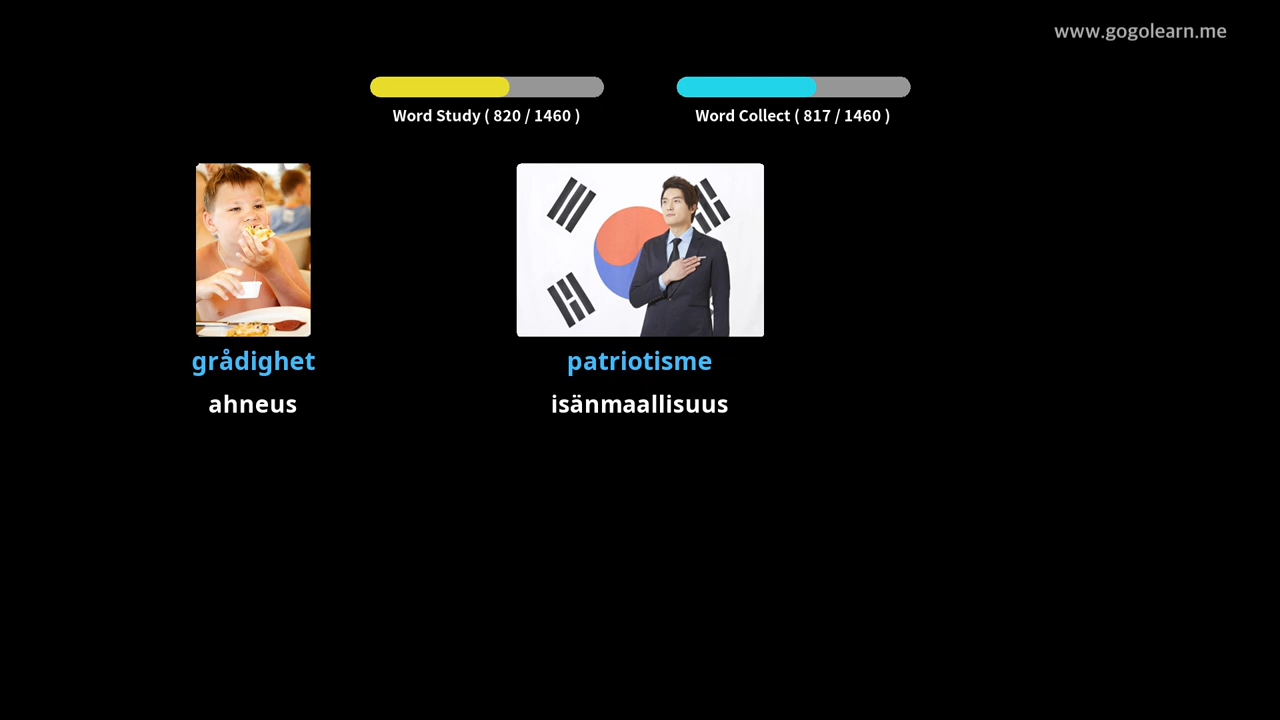 www.gogolearn.me
Word Study ( 820 / 1460 )
Word Collect ( 817 / 1460 )
grådighet
patriotisme
ahneus
isänmaallisuus